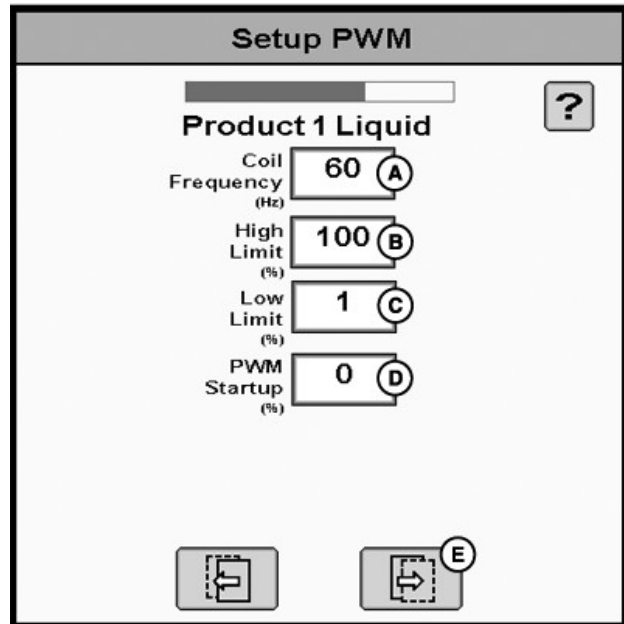 Setup PWM
?
Product 1 Liquid
Coil
Frequency
(Hz)
60 A
High
Limit
(%)
100 B
Low
Limit
(%)
1 C
PWM
Startup
(%)
0 D
E